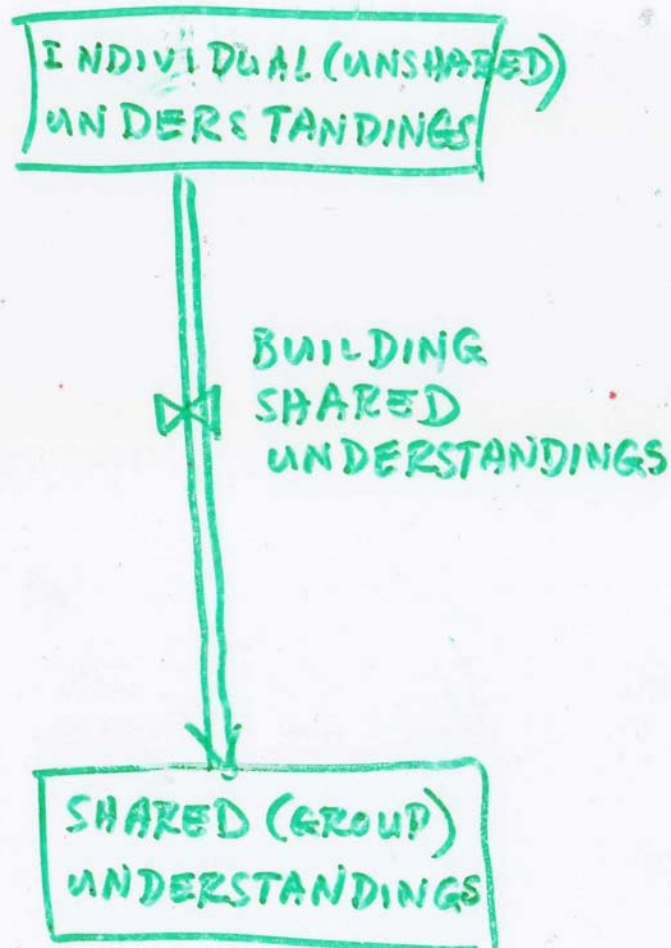 INDIVIDUAL (UNSHARED)
UNDERSTANDINGS
BUILDING
SHARED
UNDERSTANDINGS
SHARED (GROUP)
UNDERSTANDINGS